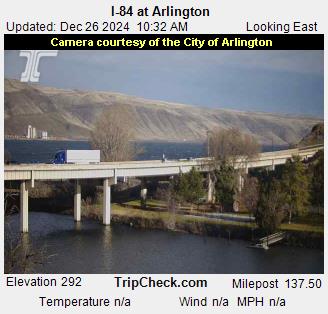 I-84 at Arlington
Updated: Dec 26 2024 10:32 AM Looking East
Camera courtesy of the City of Arlington
Elevation 292 TripCheck.com Milepost 137.50
Temperature n/a Wind n/a MPH n/a